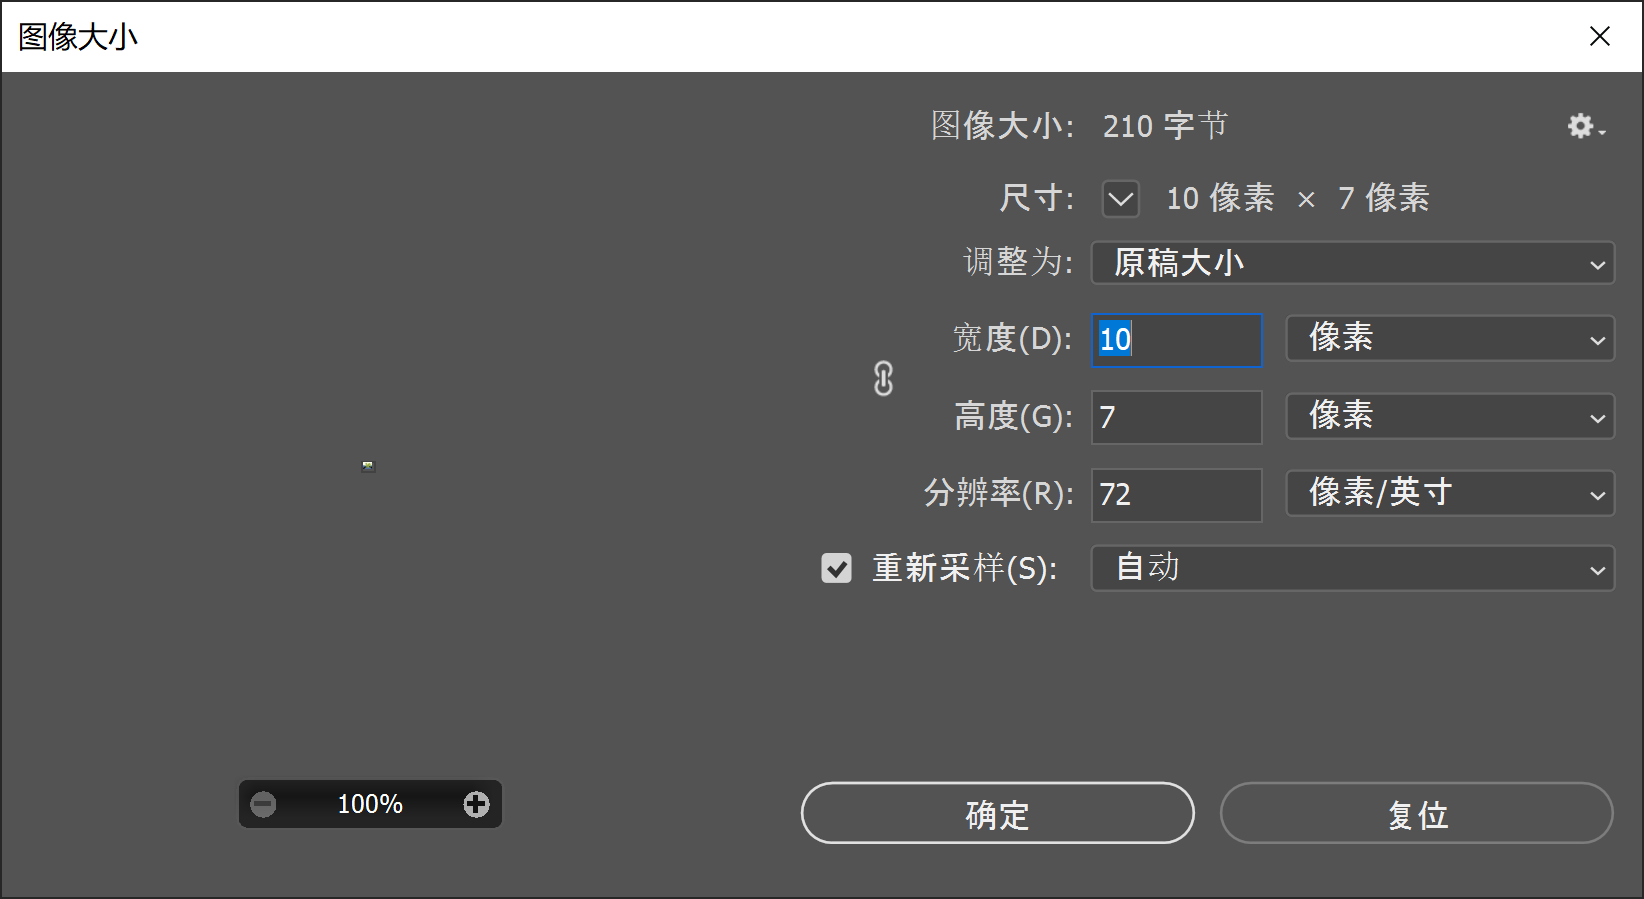 图像大小
图像大小: 210 字节
尺寸: 10 像素 × 7 像素
调整为: 原稿大小
宽度(D): 10 像素
高度(G): 7 像素
分辨率(R): 72 像素/英寸
重新采样(S): 自动
100%
确定 复位